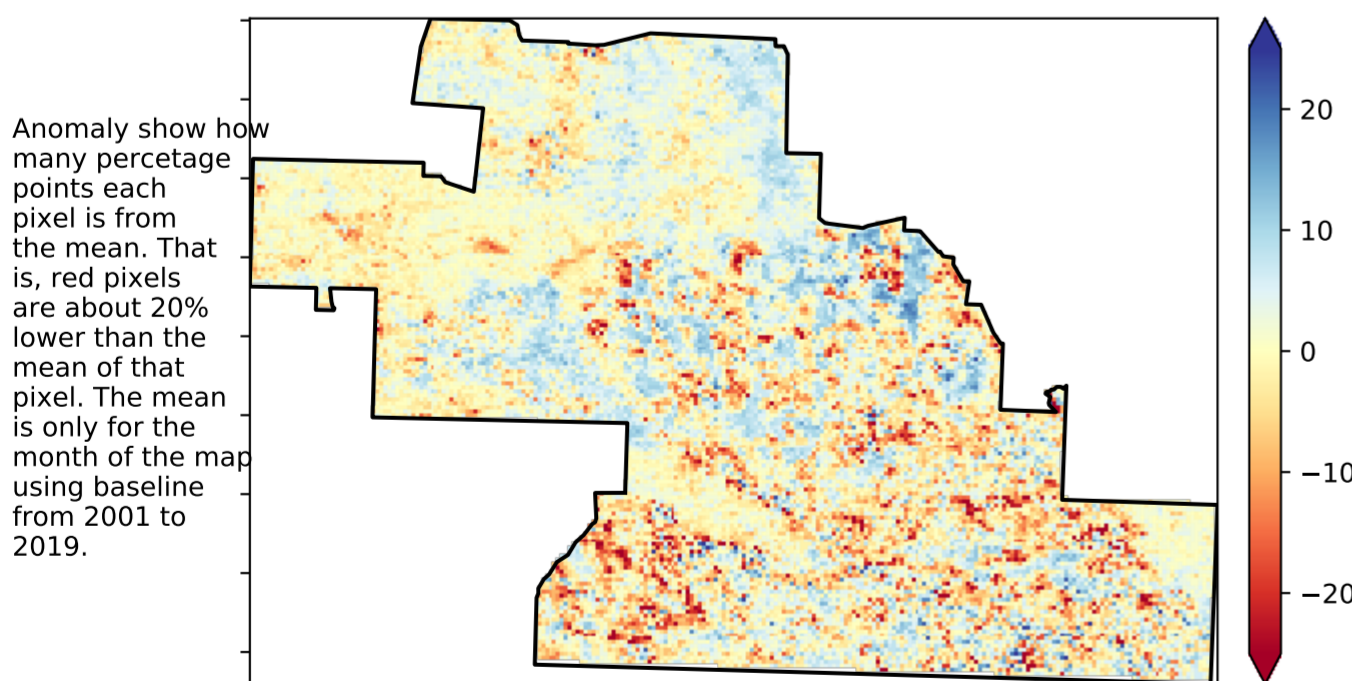 Anomaly show how
many percetage
points each
pixel is from
the mean. That
is, red pixels
are about 20%
lower than the
mean of that
pixel. The mean
is only for the
month of the map
using baseline
from 2001 to
2019.
20
10
0
−10
−20